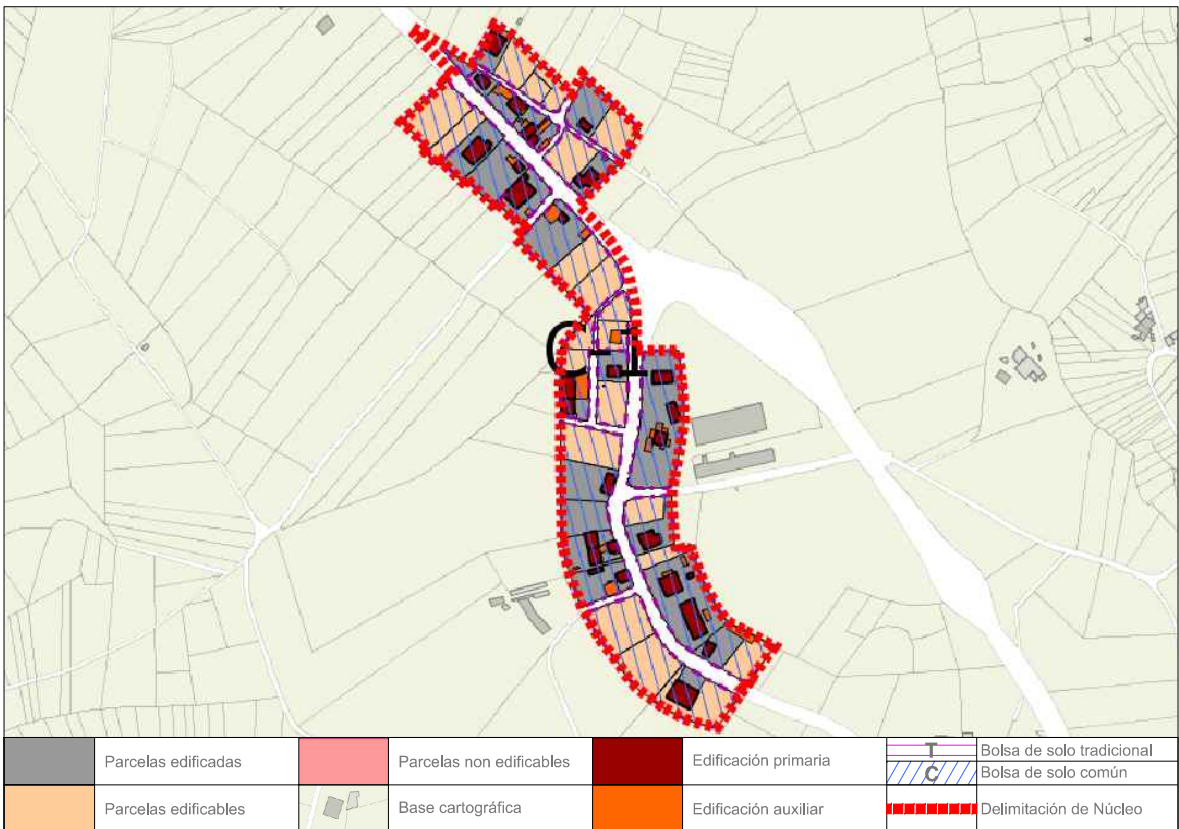 C-1
Parcelas edificadas
Parcelas non edificables
Edificación primaria
T
Bolsa de solo tradicional
C
Bolsa de solo común
Parcelas edificables
Base cartográfica
Edificación auxiliar
Delimitación de Núcleo